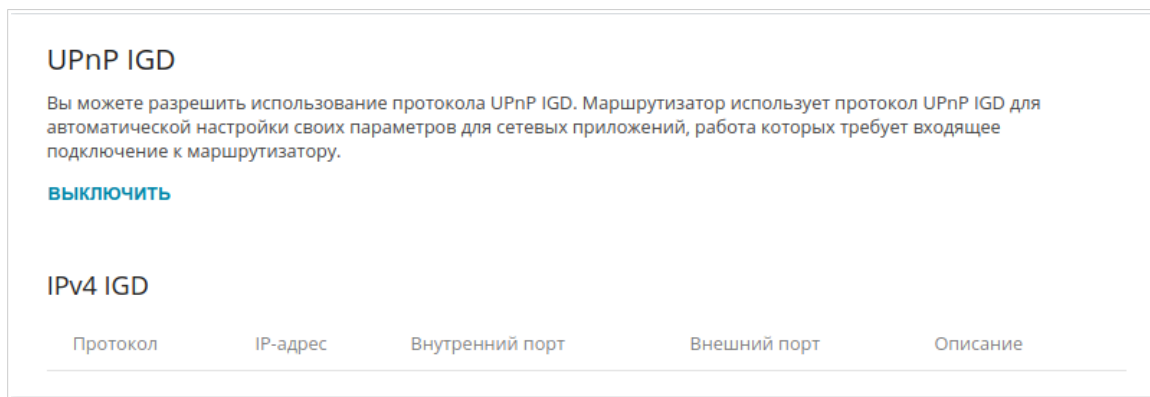 UPnP IGD
Вы можете разрешить использование протокола UPnP IGD. Маршрутизатор использует протокол UPnP IGD для
автоматической настройки своих параметров для сетевых приложений, работа которых требует входящее
подключение к маршрутизатору.
ВЫКЛЮЧИТЬ
IPv4 IGD
Протокол IP-адрес Внутренний порт Внешний порт Описание